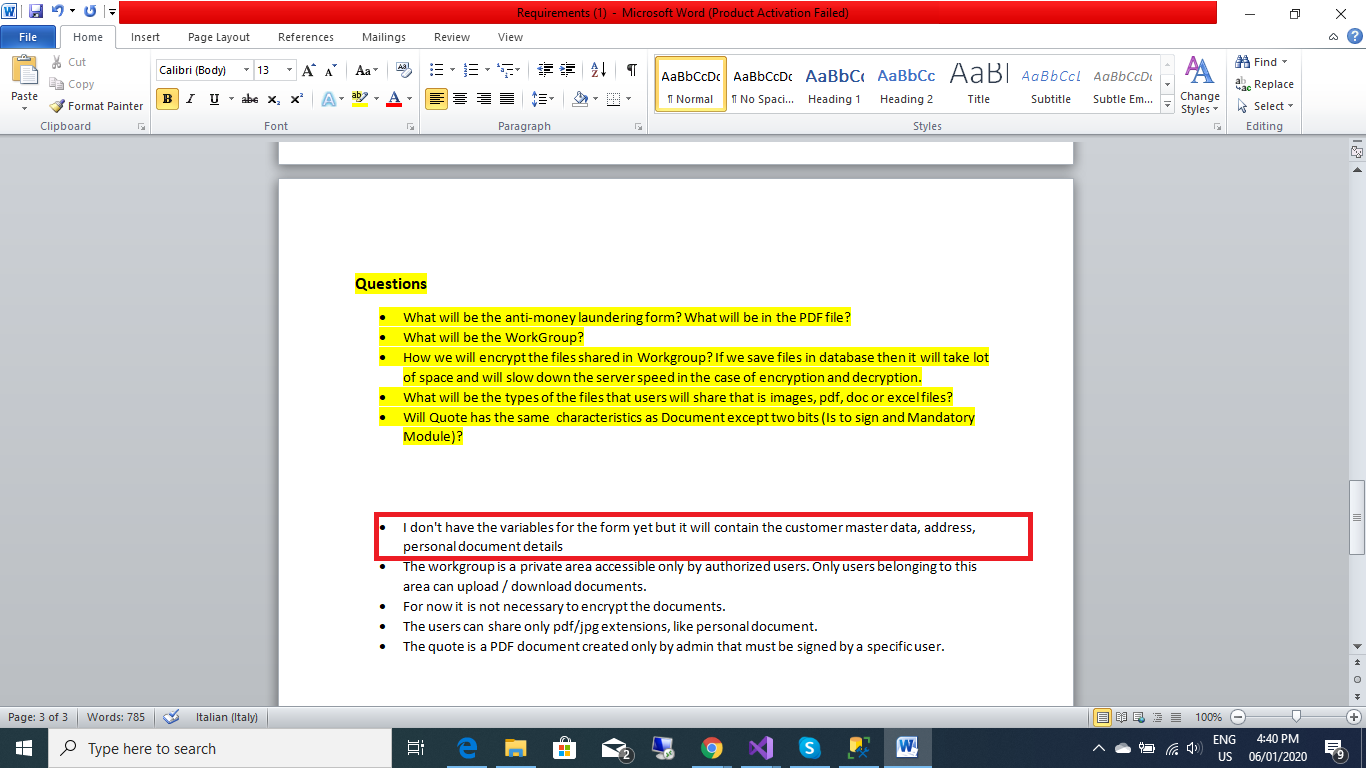 Requirements (1) - Microsoft Word (Product Activation Failed)
File Home Insert Page Layout References Mailings Review View
Paste
Cut
Copy
Format Painter
Clipboard
Calibri (Body) 13
B I U abc x₂ x²
Font
Paragraph
AaBbCcDc AaBbCcDc AaBbCc AaBbCc AaBl AaBbCcL AaBbCcDc
¶ Normal ¶ No Spaci... Heading 1 Heading 2 Title Subtitle Subtle Em...
Change
Styles
Styles
Find
Replace
Select
Editing
Questions
• What will be the anti-money laundering form? What will be in the PDF file?
• What will be the WorkGroup?
• How we will encrypt the files shared in Workgroup? If we save files in database then it will take lot
of space and will slow down the server speed in the case of encryption and decryption.
• What will be the types of the files that users will share that is images, pdf, doc or excel files?
• Will Quote has the same characteristics as Document except two bits (Is to sign and Mandatory
Module)?
• I don't have the variables for the form yet but it will contain the customer master data, address,
personal document details
• The workgroup is a private area accessible only by authorized users. Only users belonging to this
area can upload / download documents.
• For now it is not necessary to encrypt the documents.
• The users can share only pdf/jpg extensions, like personal document.
• The quote is a PDF document created only by admin that must be signed by a specific user.
Page: 3 of 3 Words: 785 Italian (Italy) 100%
Type here to search
2
ENG
US
4:40 PM
06/01/2020
9